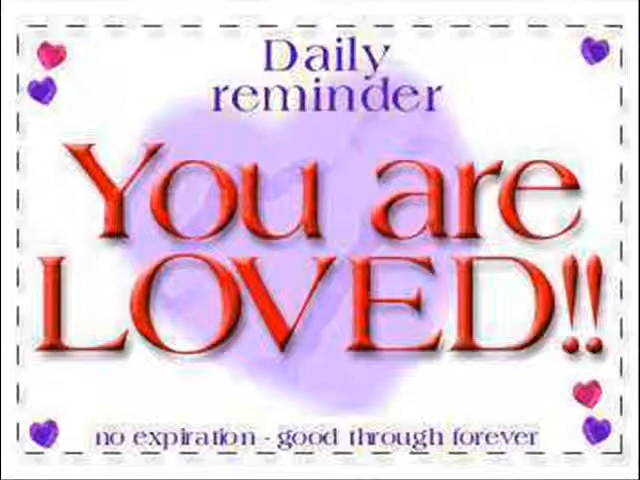 Daily
reminder
You are
LOVED!!
no expiration - good through forever